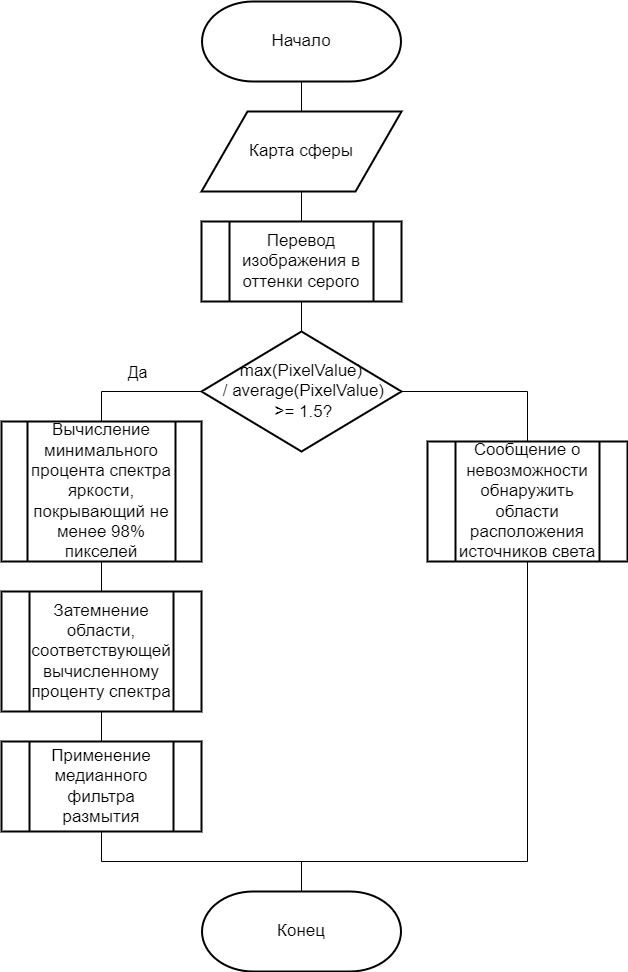 Начало
Карта сферы
Перевод
изображения в
оттенки серого
max(PixelValue)
/ average(PixelValue)
>= 1.5?
Да
Вычисление
минимального
процента спектра
яркости,
покрывающий не
менее 98%
пикселей
Сообщение о
невозможности
обнаружить
области
расположения
источников света
Затемнение
области,
соответствующей
вычисленному
проценту спектра
Применение
медианного
фильтра
размытия
Конец